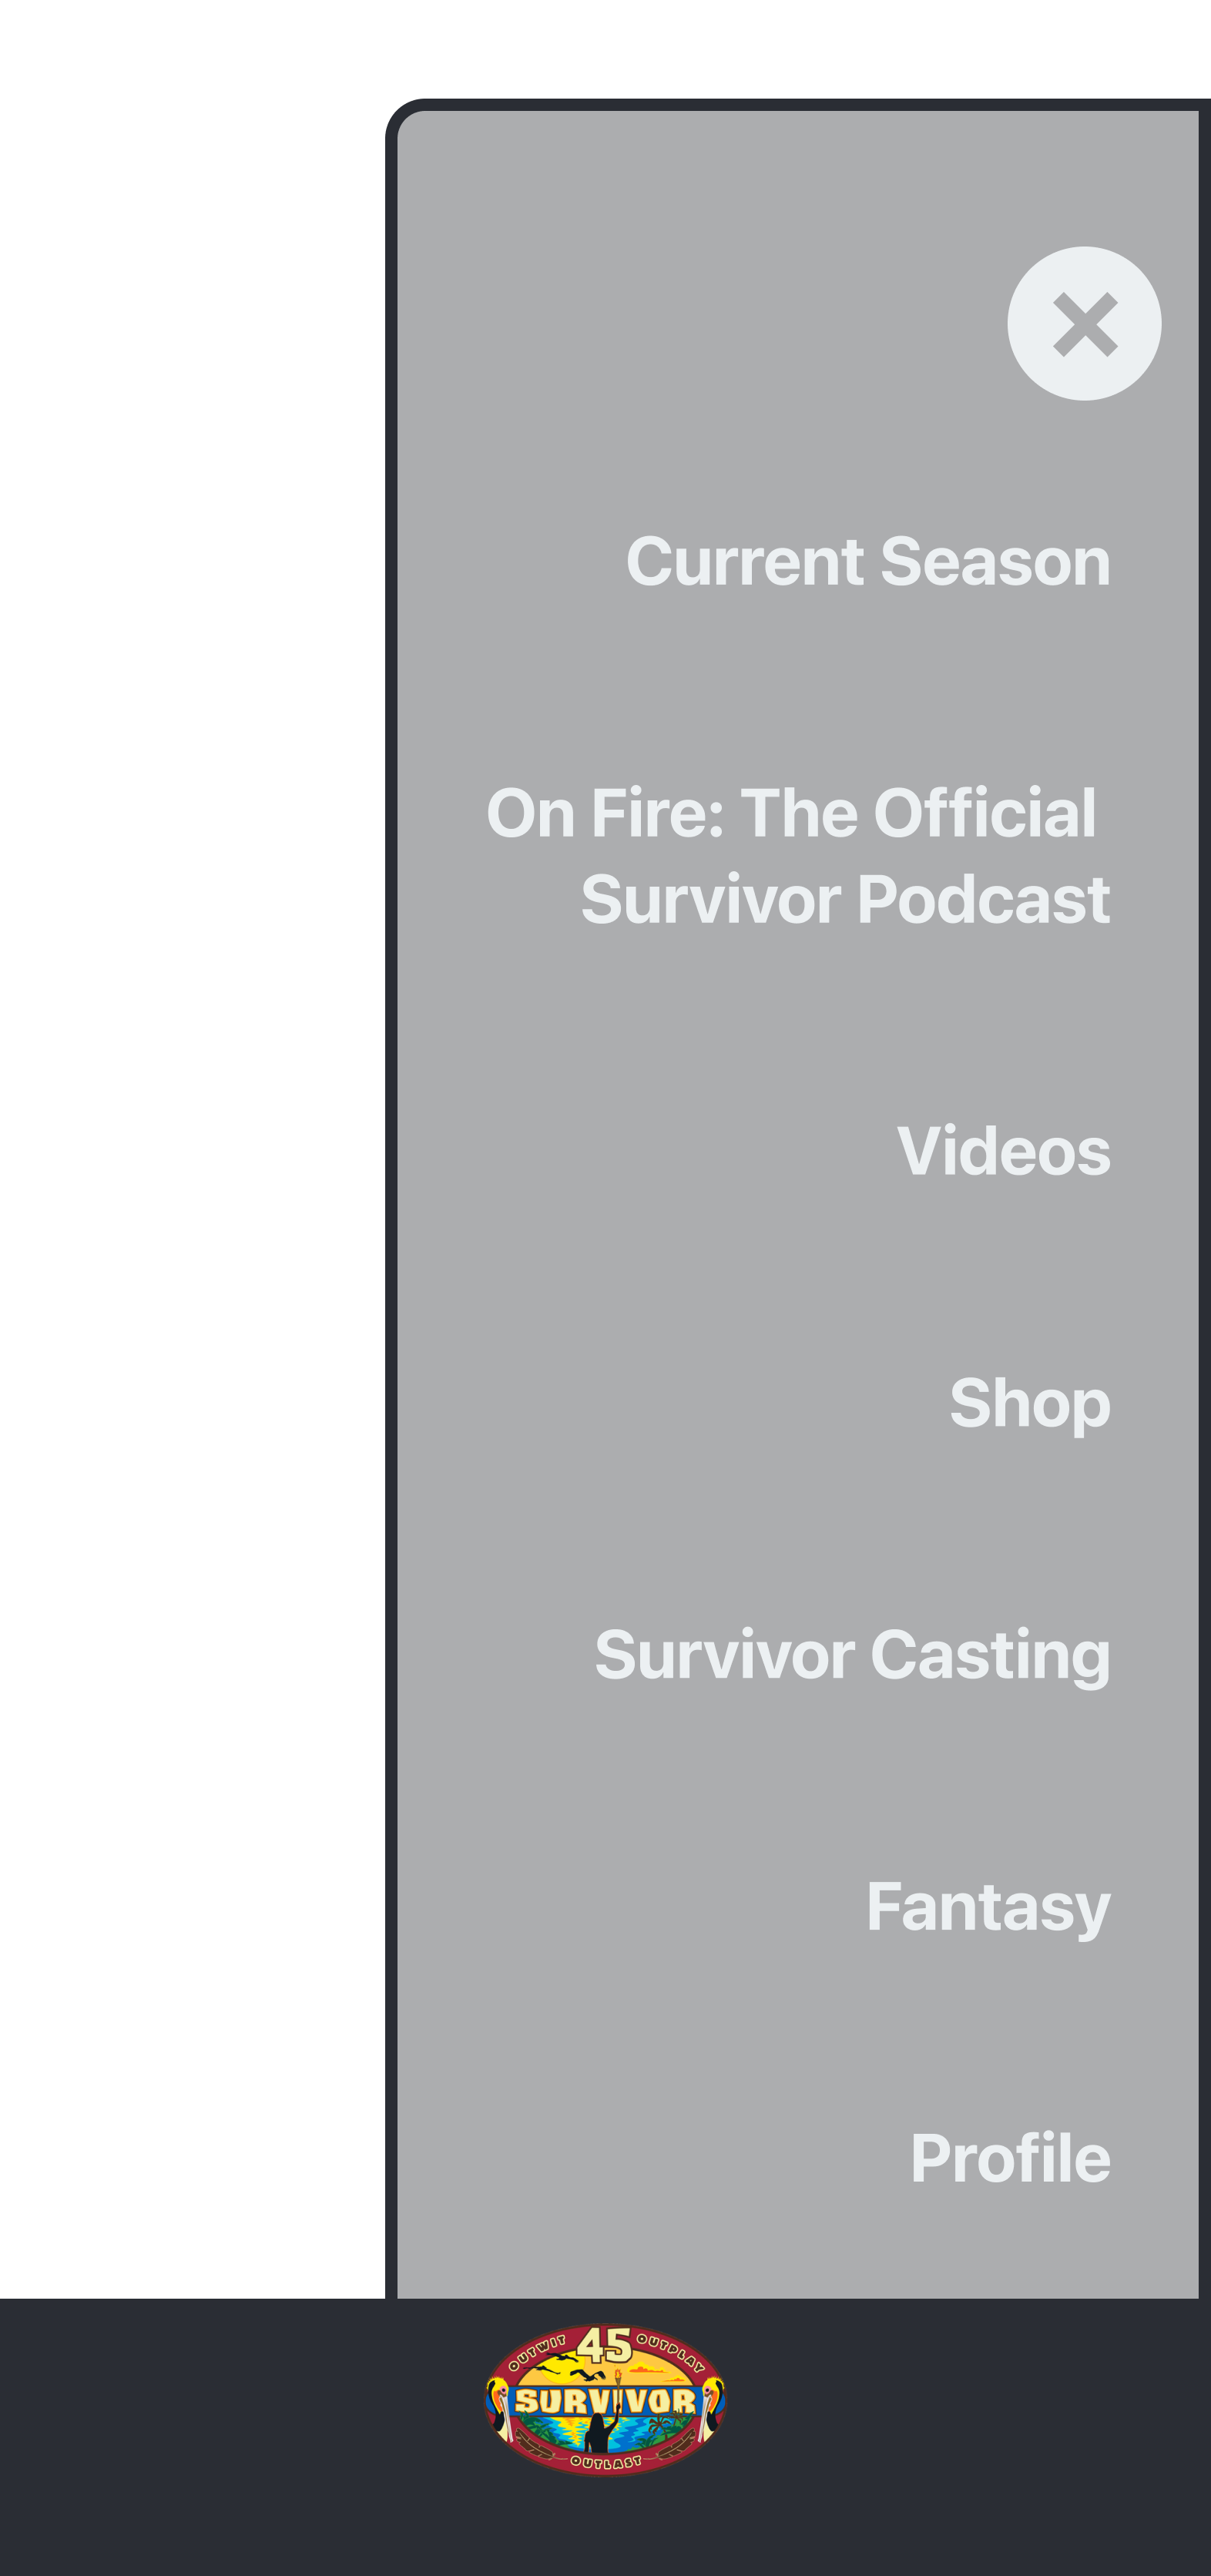 Current Season
On Fire: The Official
Survivor Podcast
Videos
Shop
Survivor Casting
Fantasy
Profile
OUTWIT 45 OUTPLAY
SURVIVOR
OUTLAST